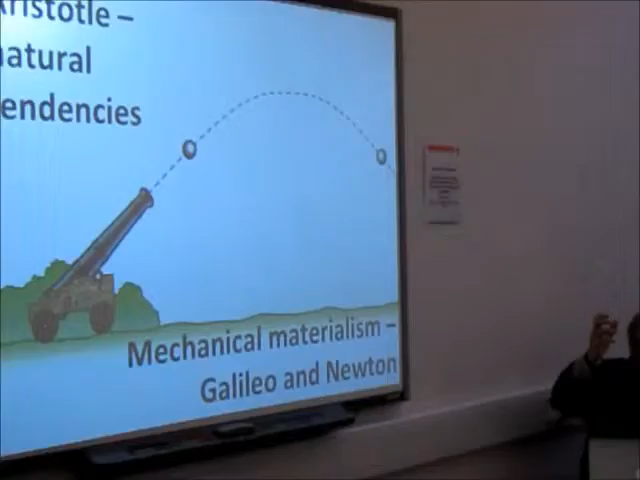 ristotle –
natural
endencies
Mechanical materialism –
Galileo and Newton